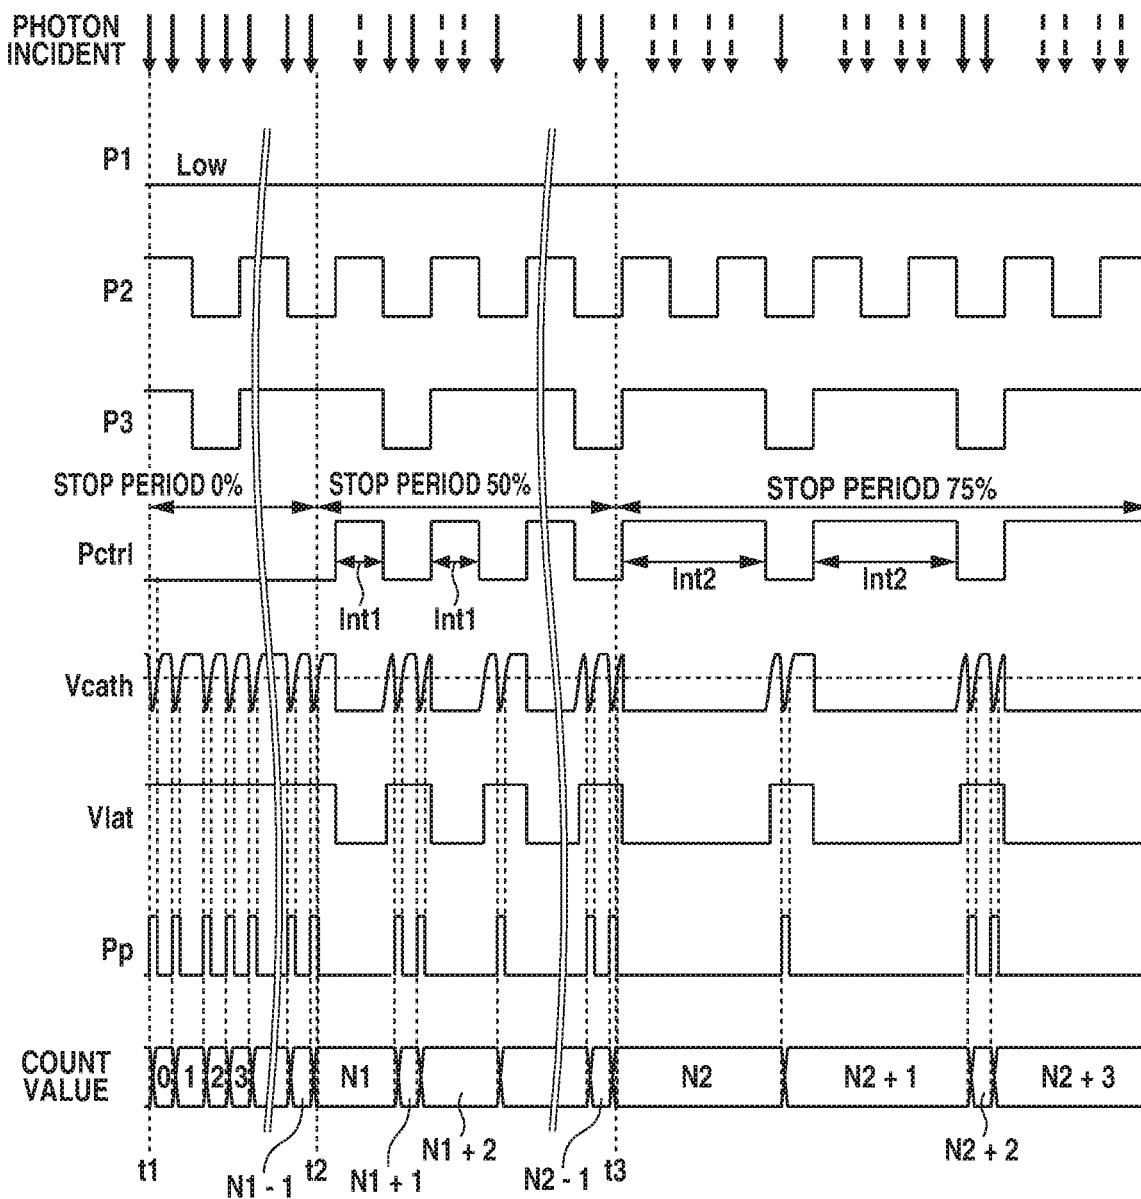 PHOTON
INCIDENT
P1
Low
P2
P3
STOP PERIOD 0%
STOP PERIOD 50%
STOP PERIOD 75%
Pctrl
Int1
Int1
Int2
Int2
Vcath
Vlat
Pp
COUNT
VALUE
0
1
2
3
N1
N2
N2 + 1
N2 + 3
t1
N1 - 1
t2
N1 + 1
N1 + 2
N2 - 1
t3
N2 + 2